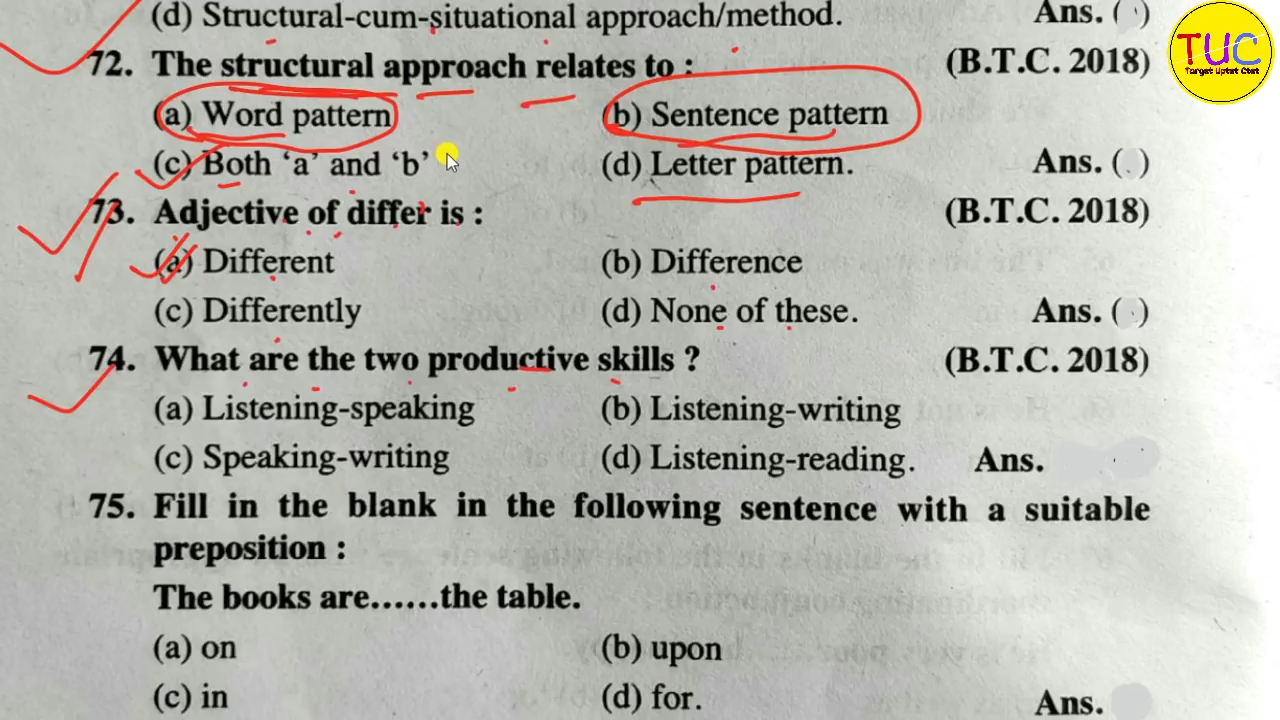 (d) Structural-cum-situational approach/method. Ans. ( )
TUC
Target Uptet Ctet
72. The structural approach relates to : (B.T.C. 2018)
(a) Word pattern (b) Sentence pattern
(c) Both ‘a’ and ‘b’ (d) Letter pattern. Ans. ( )
73. Adjective of differ is : (B.T.C. 2018)
(a) Different (b) Difference
(c) Differently (d) None of these. Ans. ( )
74. What are the two productive skills ? (B.T.C. 2018)
(a) Listening-speaking (b) Listening-writing
(c) Speaking-writing (d) Listening-reading. Ans.
75. Fill in the blank in the following sentence with a suitable
preposition :
The books are......the table.
(a) on (b) upon
(c) in (d) for. Ans.